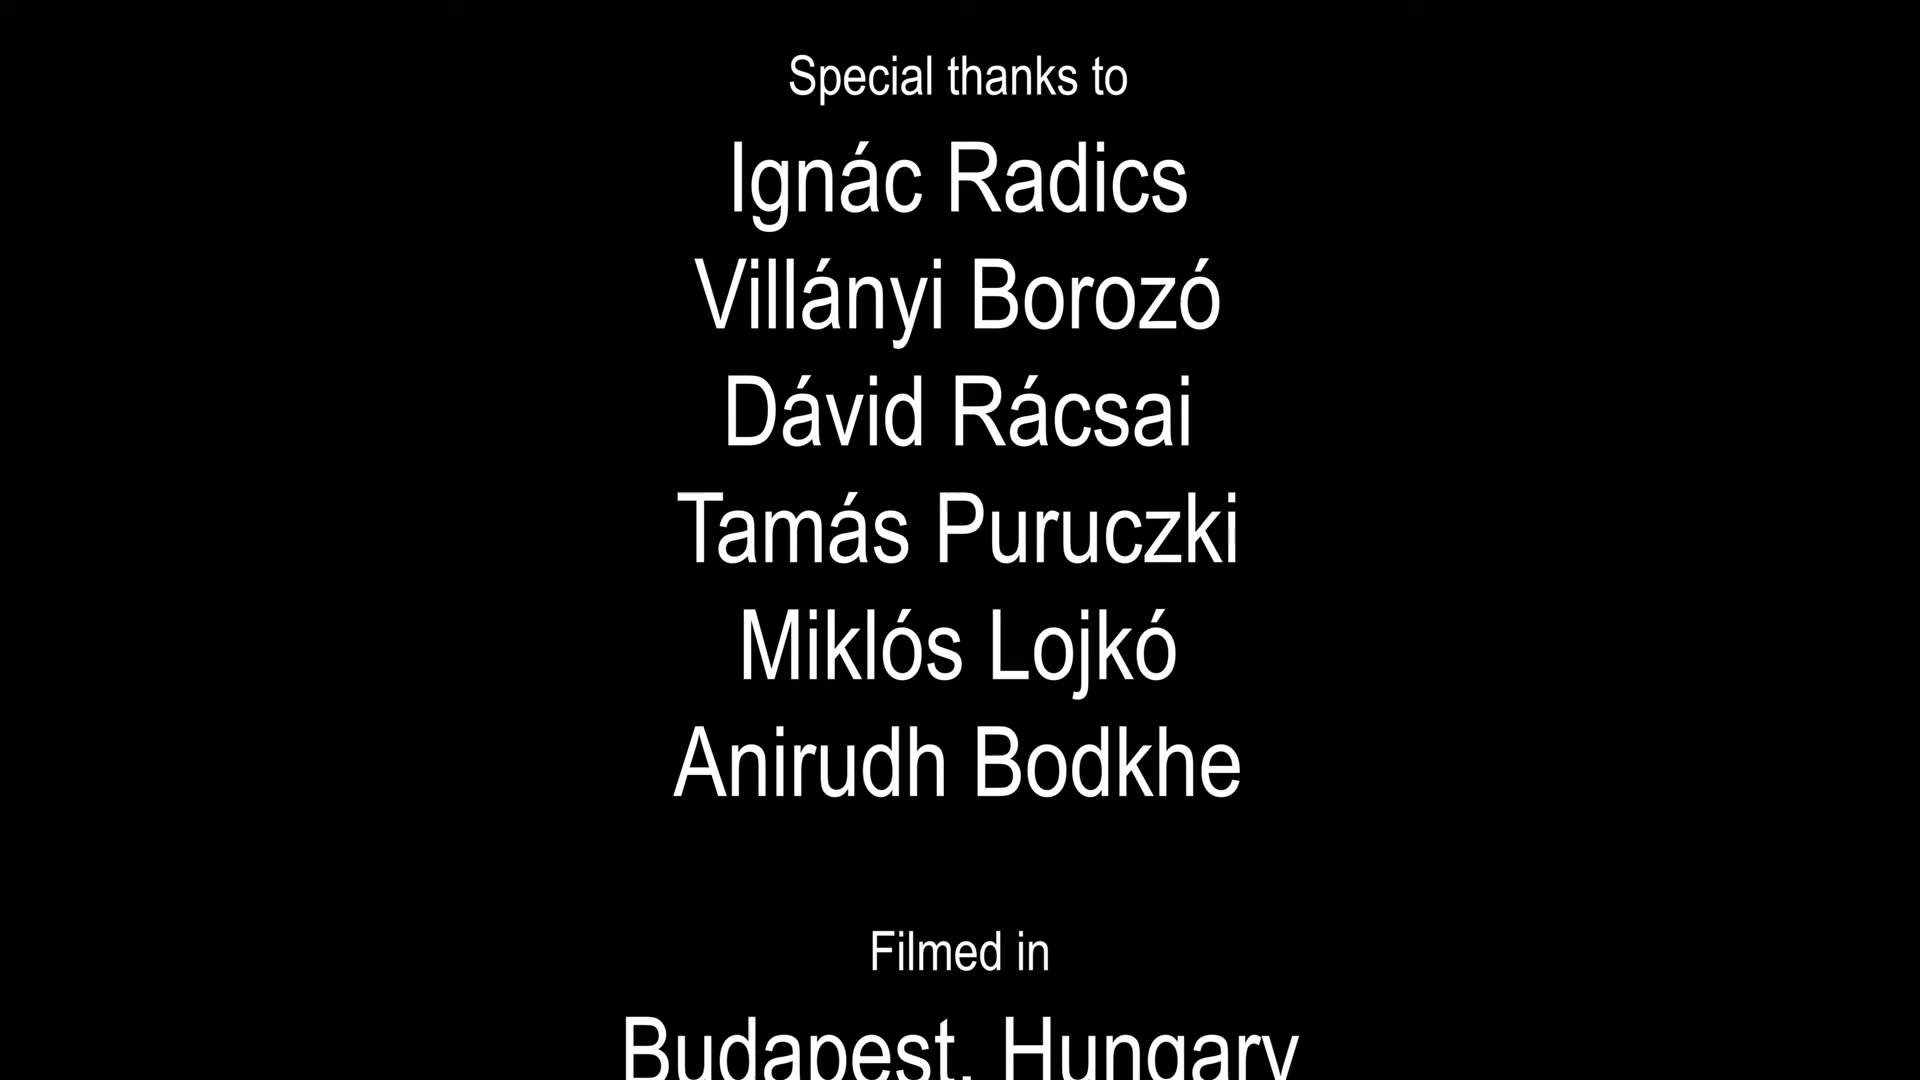 Special thanks to
Ignác Radics
Villányi Borozó
Dávid Rácsai
Tamás Puruczki
Miklós Lojkó
Anirudh Bodkhe
Filmed in
Budapest, Hungary